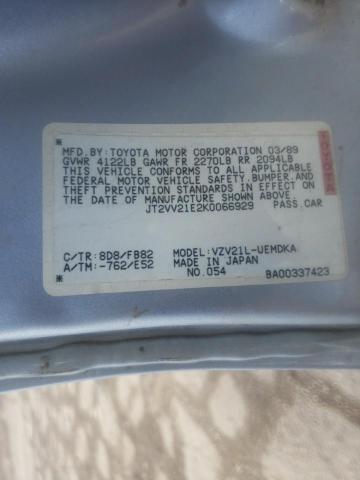 MFD.BY:TOYOTA MOTOR CORPORATION 03/89
GVWR 4122LB GAWR FR 2270LB RR 2094LB
THIS VEHICLE CONFORMS TO ALL APPLICABLE
FEDERAL MOTOR VEHICLE SAFETY,BUMPER,AND
THEFT PREVENTION STANDARDS IN EFFECT ON
THE DATE OF MANUFACTURE SHOWN ABOVE.
JT2VV21E2K0066929 PASS.CAR
TOYOTA
C/TR: 8D8/FB82 MODEL: VZV21L-UEMDKA
A/TM: -762/E52 MADE IN JAPAN
NO.054 BA00337423